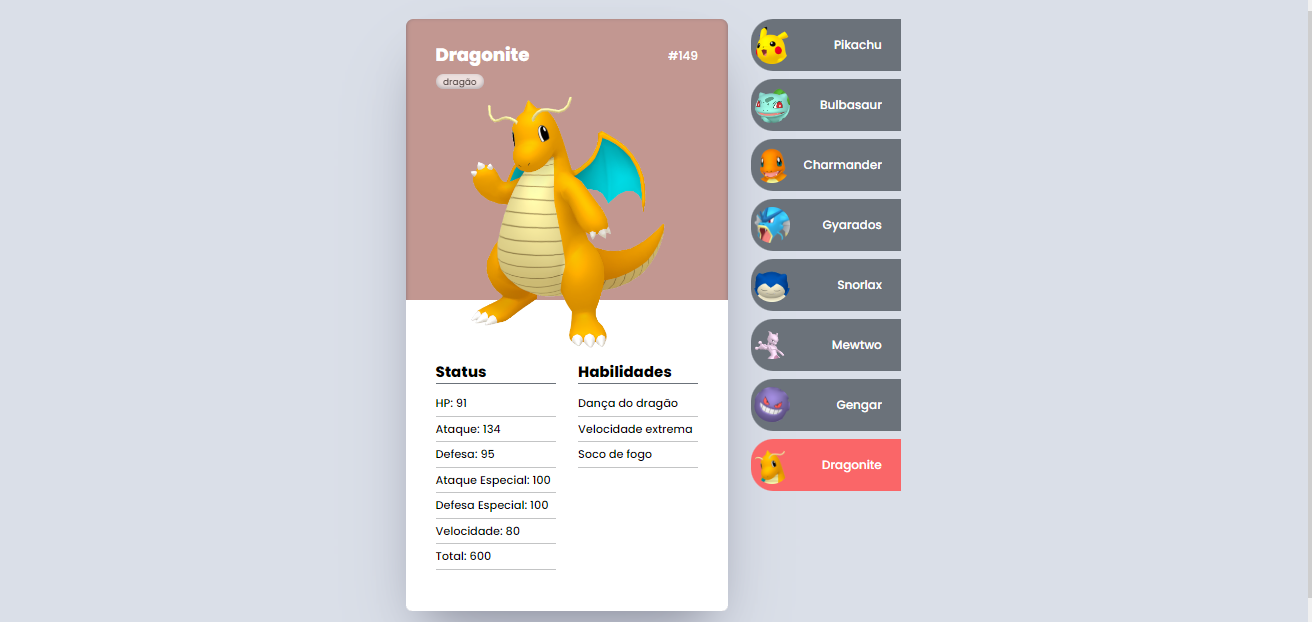 Dragonite
#149
dragão
Status
HP: 91
Ataque: 134
Defesa: 95
Ataque Especial: 100
Defesa Especial: 100
Velocidade: 80
Total: 600
Habilidades
Dança do dragão
Velocidade extrema
Soco de fogo
Pikachu
Bulbasaur
Charmander
Gyarados
Snorlax
Mewtwo
Gengar
Dragonite